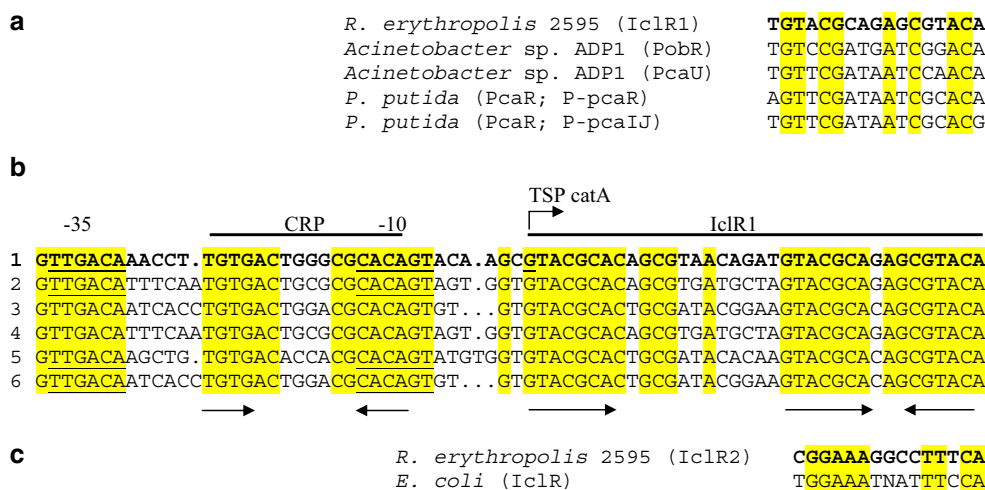 a
R. erythropolis 2595 (IclR1) TGTACGCAGAGCGTACA
Acinetobacter sp. ADP1 (PobR) TGTCCGATGATCGGACA
Acinetobacter sp. ADP1 (PcaU) TGTTCGATAATCCAACA
P. putida (PcaR; P-pcaR) AGTTCGATAATCGCACA
P. putida (PcaR; P-pcaIJ) TGTTCGATAATCGCACG
b
TSP catA
-35 CRP -10 IclR1
1 GTTGACAAACCT.TGTGACTGGGCGCACAGTACA.AGCGTACGCACAGCGTAACAGATGTACGCAGAGCGTACA
2 GTTGACATTTCAATGTGACTGCGCGCACAGTAGT.GGTGTACGCACAGCGTGATGCTAGTACGCAGAGCGTACA
3 GTTGACAATCACCTGTGACTGGACGCACAGTGT...GTGTACGCACTGCGATACGGAAGTACGCACAGCGTACA
4 GTTGACATTTCAATGTGACTGCGCGCACAGTAGT.GGTGTACGCACAGCGTGATGCTAGTACGCAGAGCGTACA
5 GTTGACAAGCTG.TGTGACACCACGCACAGTATGTGGTGTACGCACTGCGATACACAAGTACGCACAGCGTACA
6 GTTGACAATCACCTGTGACTGGACGCACAGTGT...GTGTACGCACTGCGATACGGAAGTACGCACAGCGTACA
c
R. erythropolis 2595 (IclR2) CGGAAAGGCCTTTCA
E. coli (IclR) TGGAAATNATTTCCA